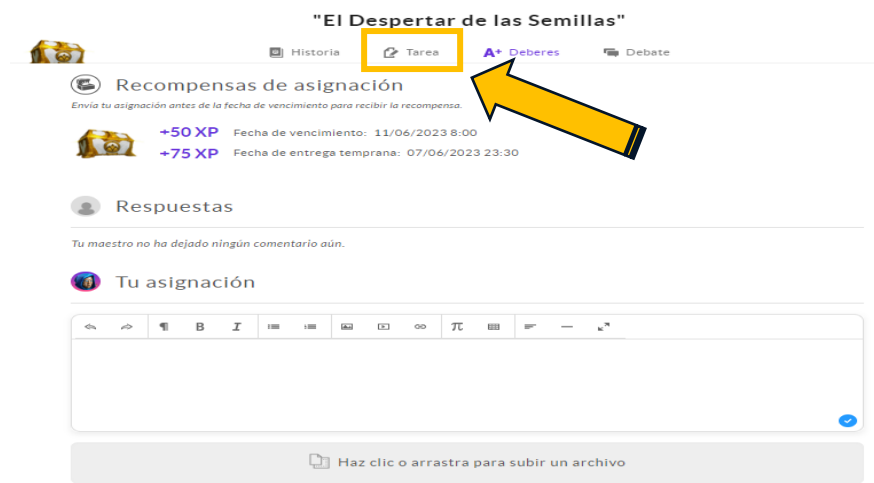 "El Despertar de las Semillas"
Historia Tarea A+ Deberes Debate
Recompensas de asignación
Envía tu asignación antes de la fecha de vencimiento para recibir la recompensa.
+50 XP Fecha de vencimiento: 11/06/2023 8:00
+75 XP Fecha de entrega temprana: 07/06/2023 23:30
Respuestas
Tu maestro no ha dejado ningún comentario aún.
Tu asignación
¶ B I π
Haz clic o arrastra para subir un archivo